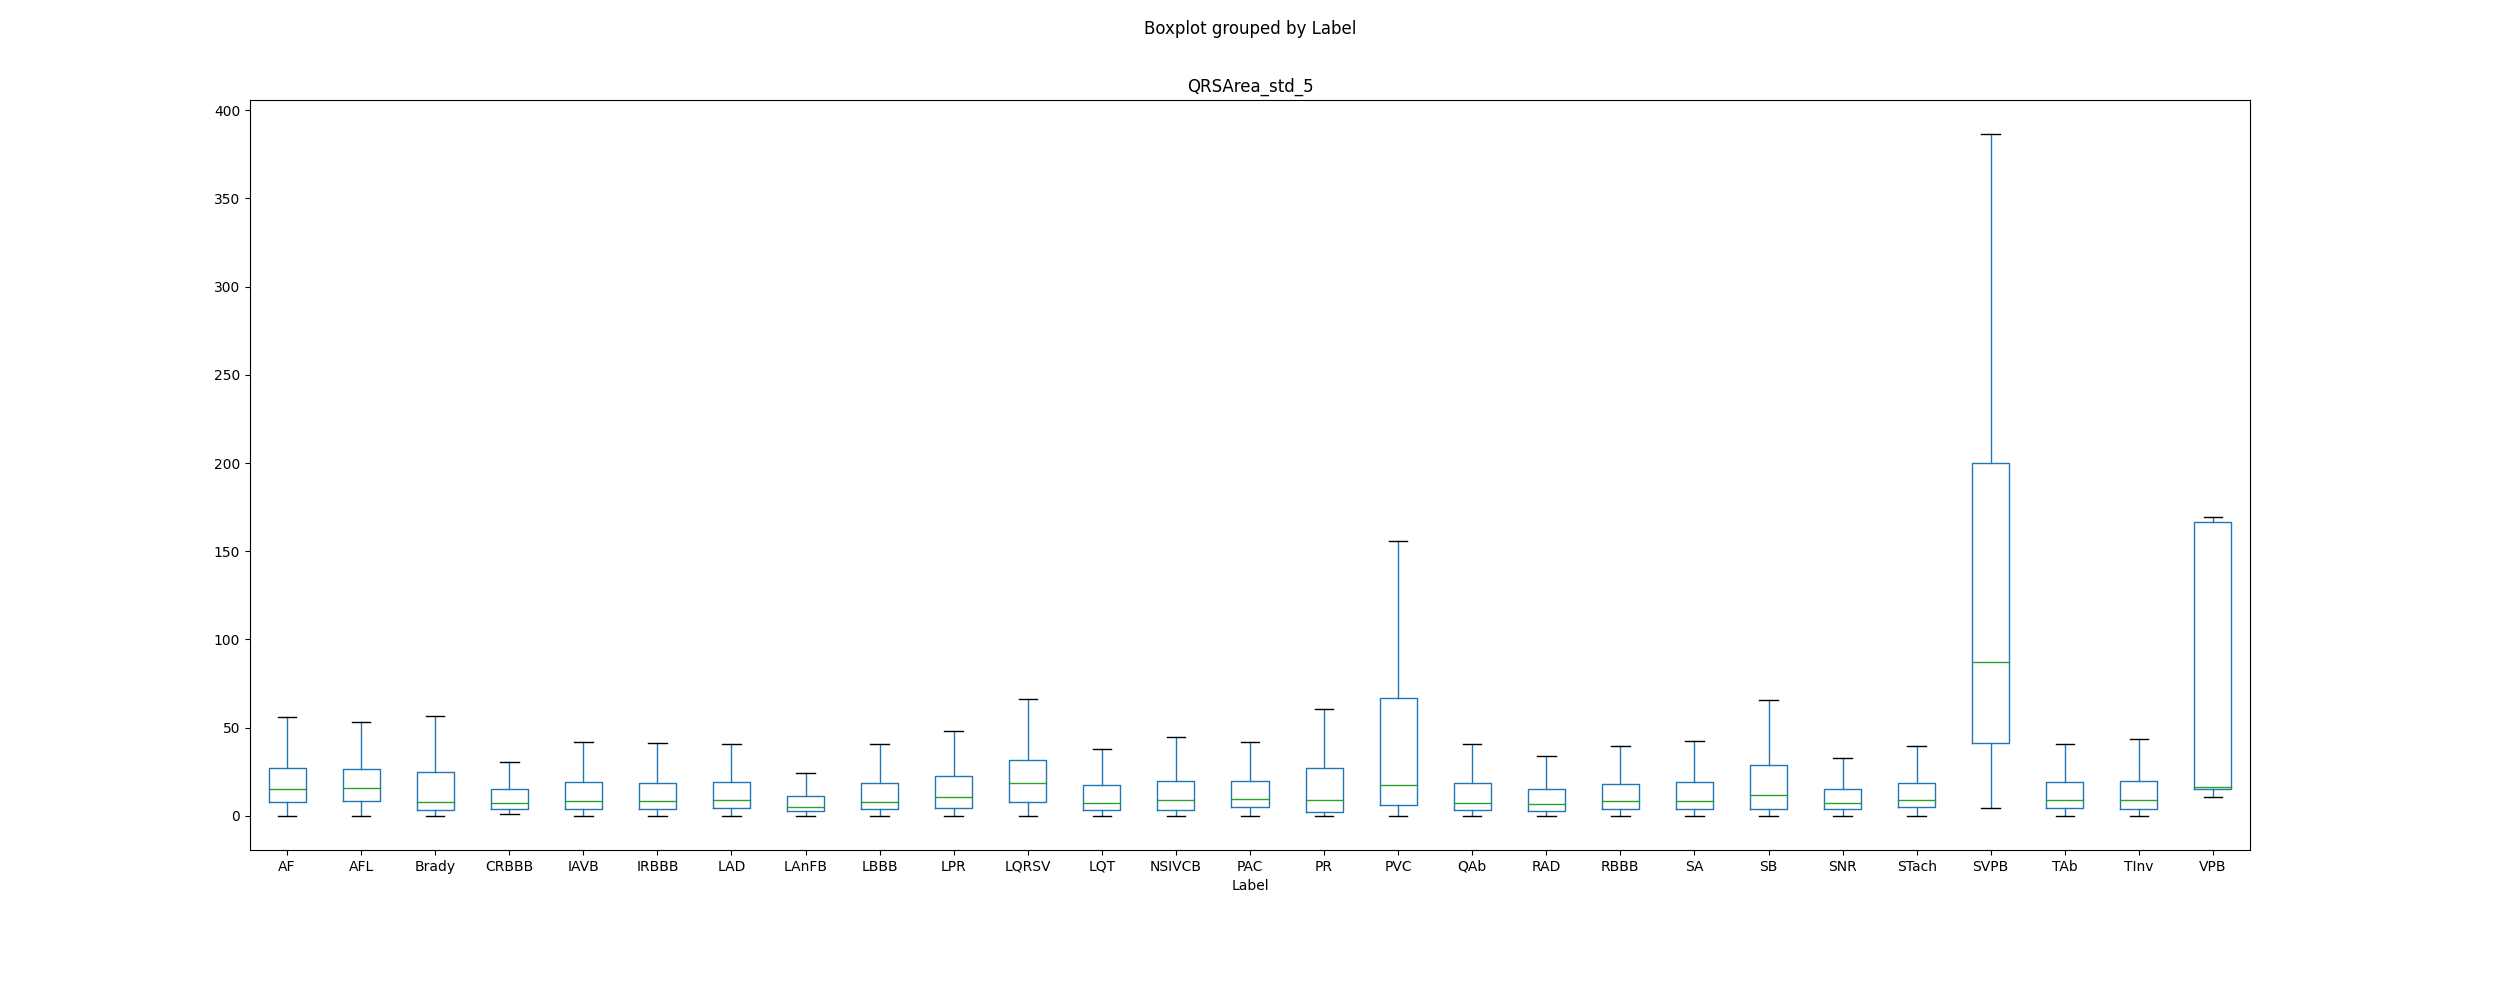 Boxplot grouped by Label
QRSArea_std_5
400
350
300
250
200
150
100
50
0
AF AFL Brady CRBBB IAVB IRBBB LAD LAnFB LBBB LPR LQRSV LQT NSIVCB PAC PR PVC QAb RAD RBBB SA SB SNR STach SVPB TAb TInv VPB
Label